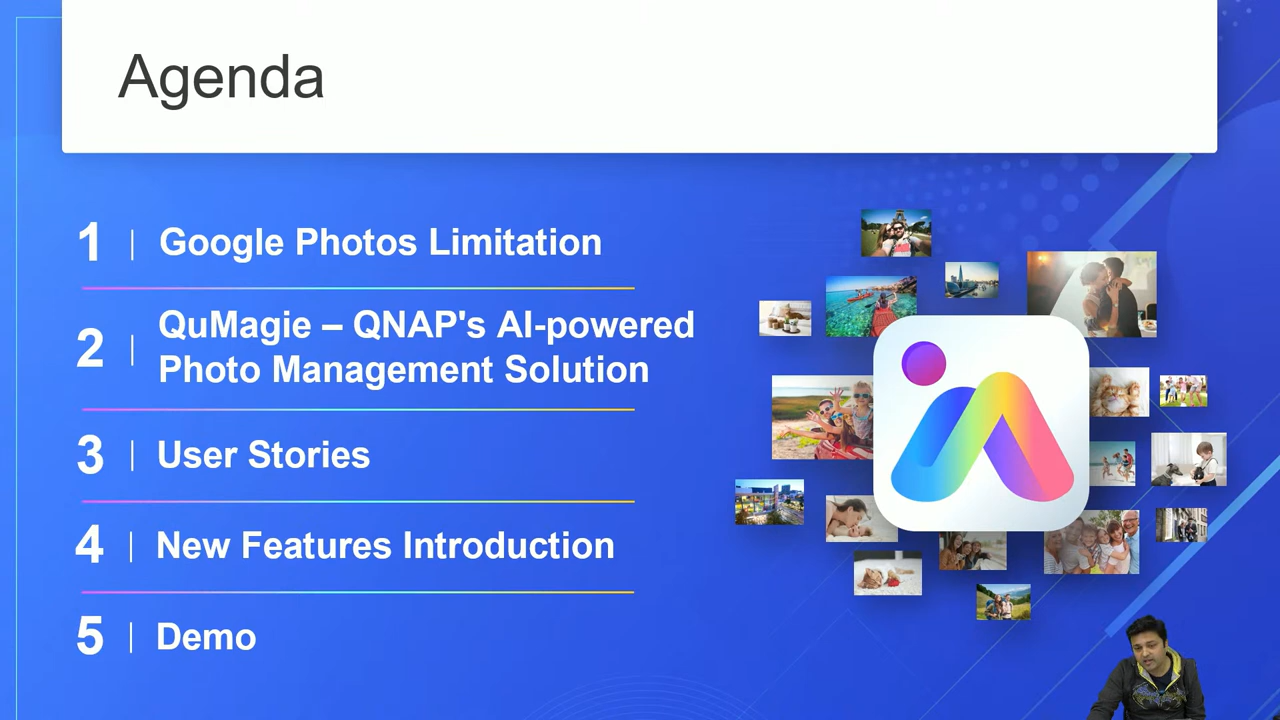 Agenda
1 | Google Photos Limitation
2 | QuMagie – QNAP's AI-powered
Photo Management Solution
3 | User Stories
4 | New Features Introduction
5 | Demo